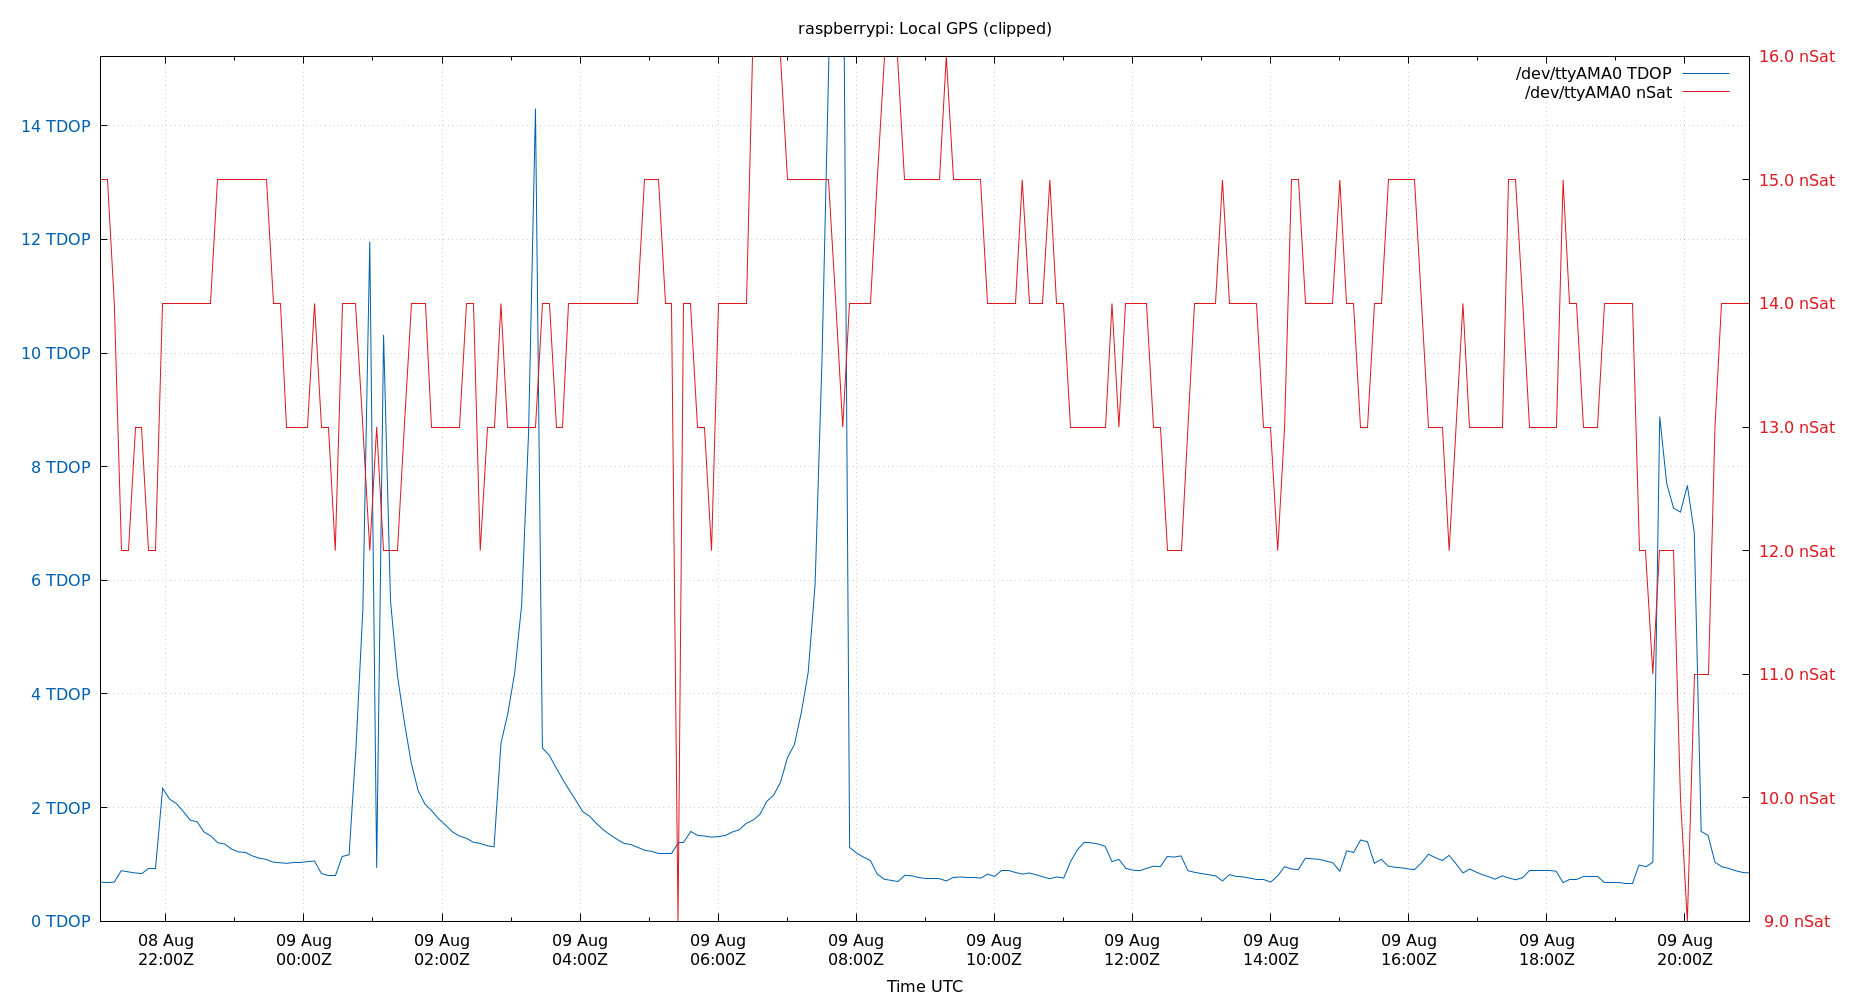 raspberrypi: Local GPS (clipped)
/dev/ttyAMA0 TDOP
/dev/ttyAMA0 nSat
14 TDOP
12 TDOP
10 TDOP
8 TDOP
6 TDOP
4 TDOP
2 TDOP
0 TDOP
16.0 nSat
15.0 nSat
14.0 nSat
13.0 nSat
12.0 nSat
11.0 nSat
10.0 nSat
9.0 nSat
08 Aug
22:00Z
09 Aug
00:00Z
09 Aug
02:00Z
09 Aug
04:00Z
09 Aug
06:00Z
09 Aug
08:00Z
09 Aug
10:00Z
09 Aug
12:00Z
09 Aug
14:00Z
09 Aug
16:00Z
09 Aug
18:00Z
09 Aug
20:00Z
Time UTC